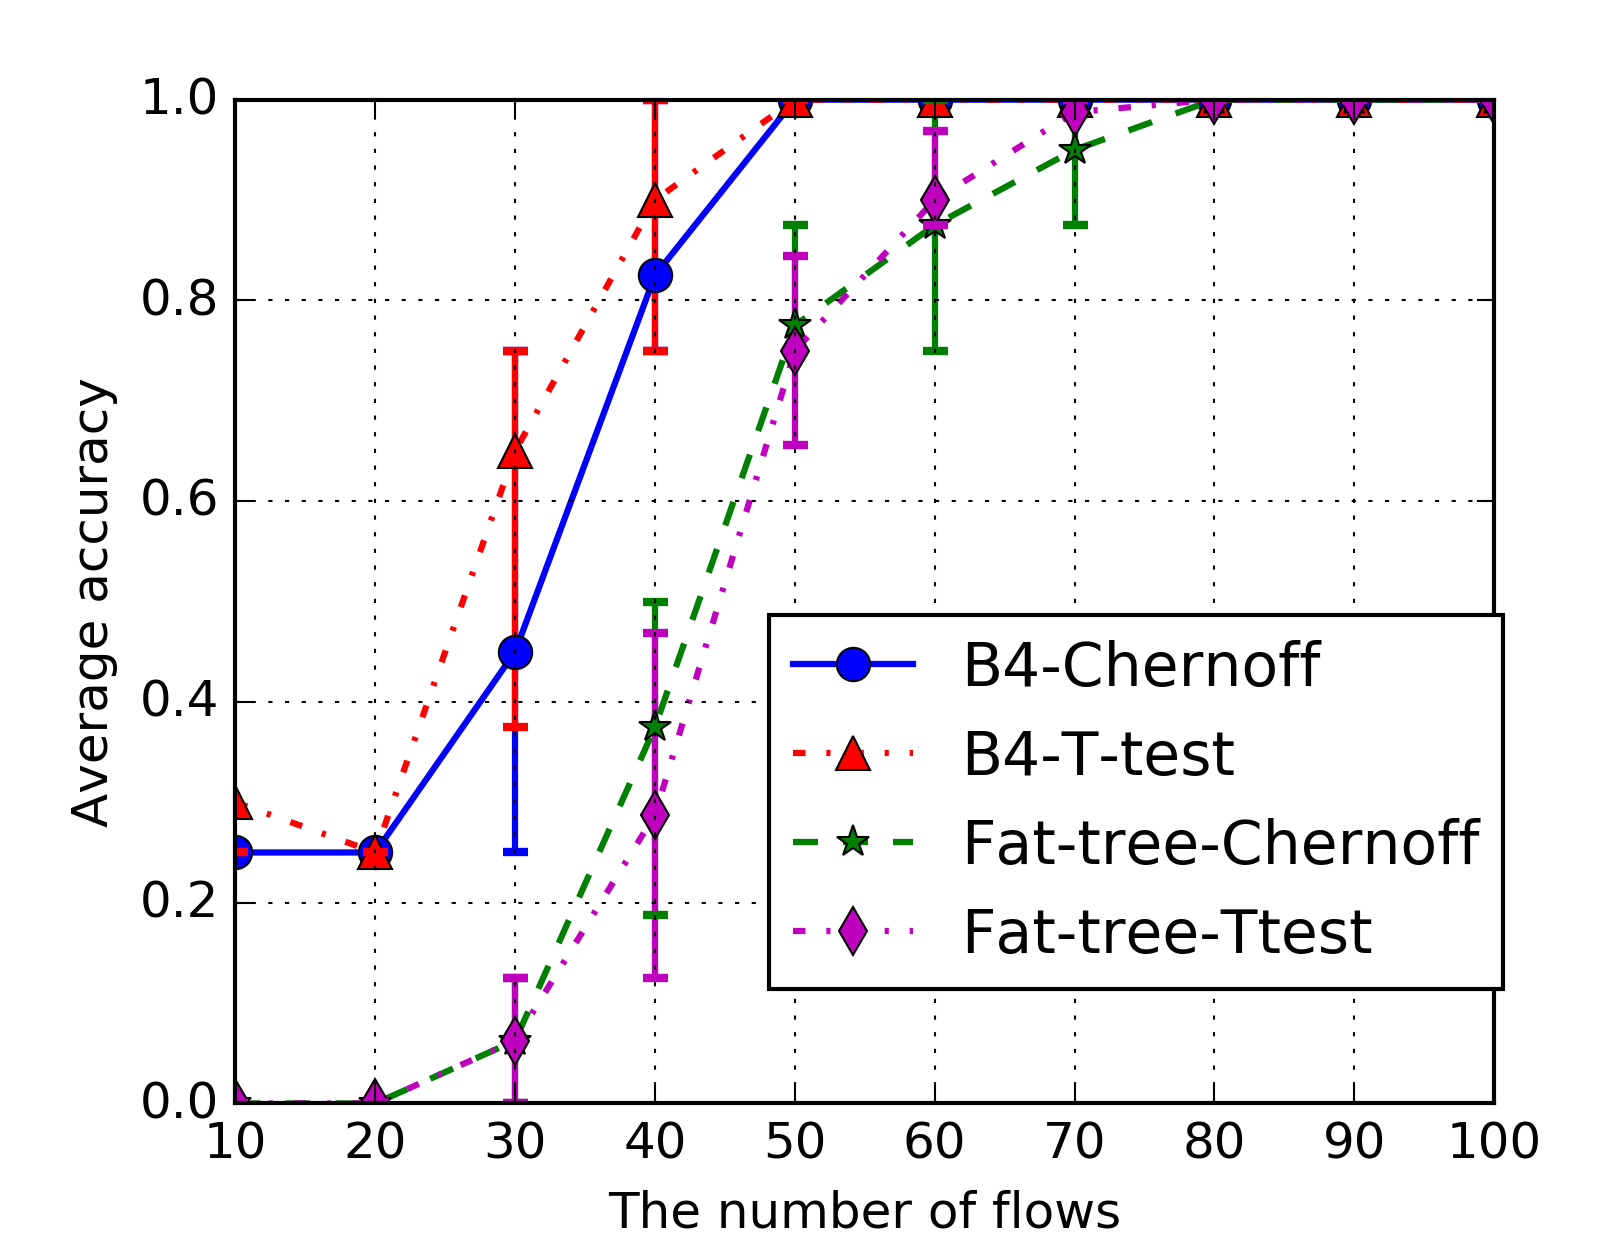 1.0
0.8
0.6
0.4
0.2
0.0
Average accuracy
10 20 30 40 50 60 70 80 90 100
The number of flows
B4-Chernoff
B4-T-test
Fat-tree-Chernoff
Fat-tree-Ttest